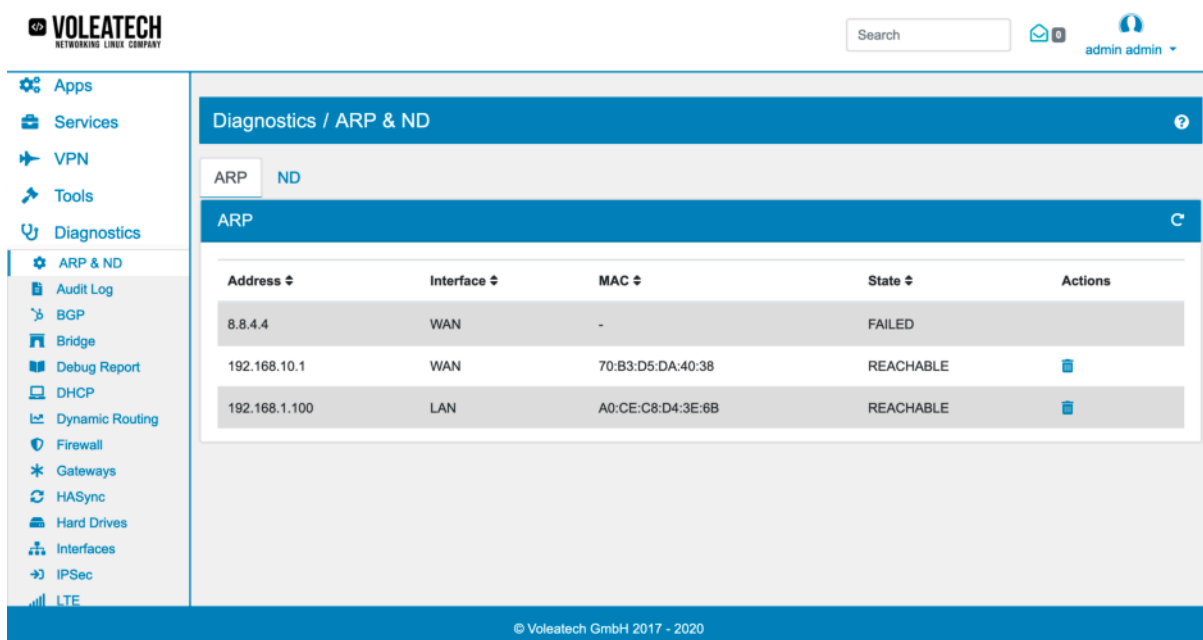 </> VOLEATECH
NETWORKING LINUX COMPANY
Search
0
admin admin
Apps
Services
VPN
Tools
Diagnostics
ARP & ND
Audit Log
BGP
Bridge
Debug Report
DHCP
Dynamic Routing
Firewall
Gateways
HASync
Hard Drives
Interfaces
IPSec
LTE
Diagnostics / ARP & ND
?
ARP ND
ARP
Address Interface MAC State Actions
8.8.4.4 WAN - FAILED
192.168.10.1 WAN 70:B3:D5:DA:40:38 REACHABLE
192.168.1.100 LAN A0:CE:C8:D4:3E:6B REACHABLE
© Voleatech GmbH 2017 - 2020